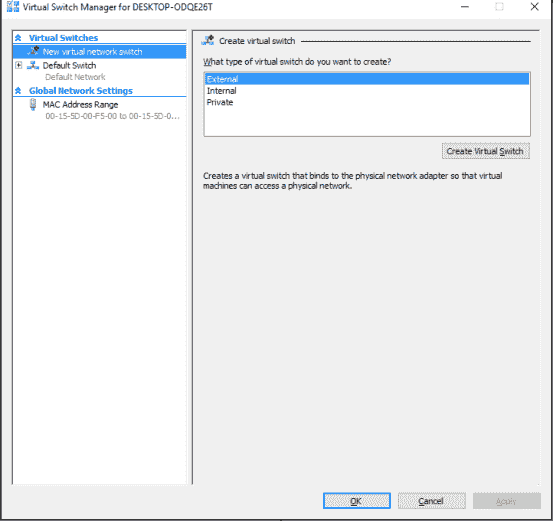 Virtual Switch Manager for DESKTOP-ODQE26T
Virtual Switches
New virtual network switch
Default Switch
Default Network
Global Network Settings
MAC Address Range
00-15-5D-00-F5-00 to 00-15-5D-0...
Create virtual switch
What type of virtual switch do you want to create?
External
Internal
Private
Create Virtual Switch
Creates a virtual switch that binds to the physical network adapter so that virtual
machines can access a physical network.
OK
Cancel
Apply